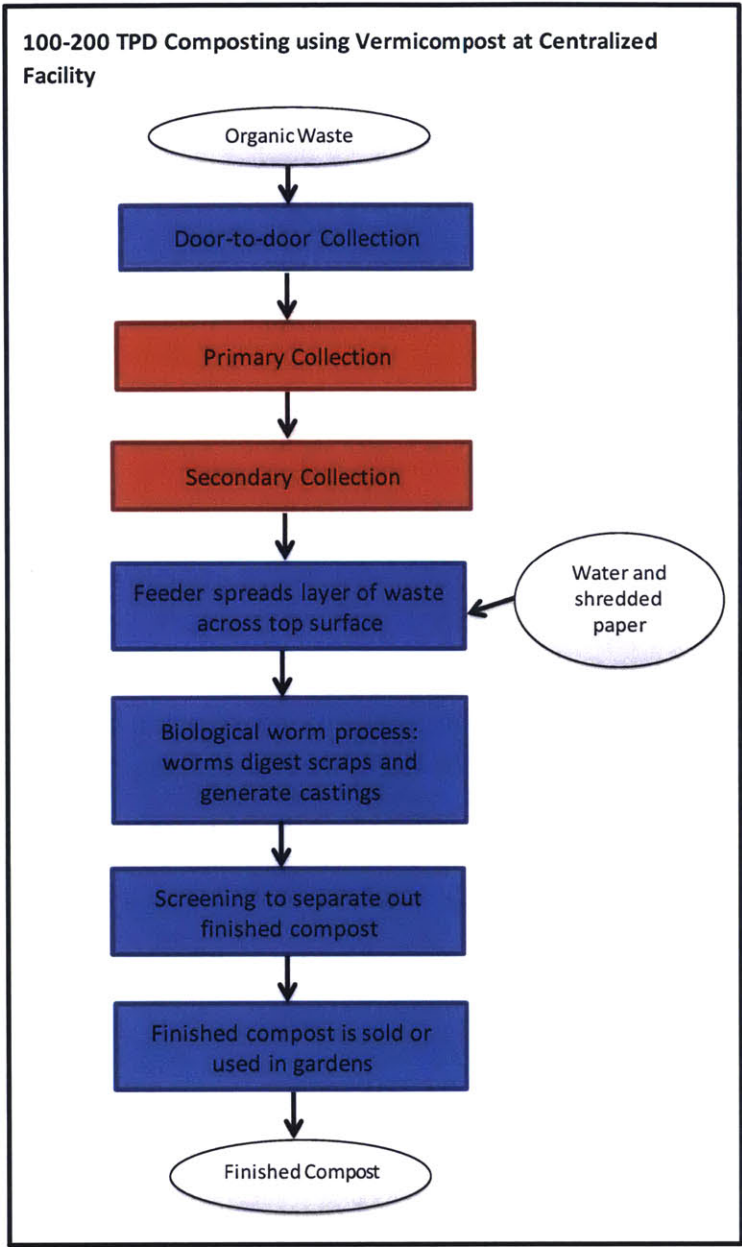 100-200 TPD Composting using Vermicompost at Centralized
Facility
Organic Waste
Door-to-door Collection
Primary Collection
Secondary Collection
Feeder spreads layer of waste
across top surface
Water and
shredded
paper
Biological worm process:
worms digest scraps and
generate castings
Screening to separate out
finished compost
Finished compost is sold or
used in gardens
Finished Compost